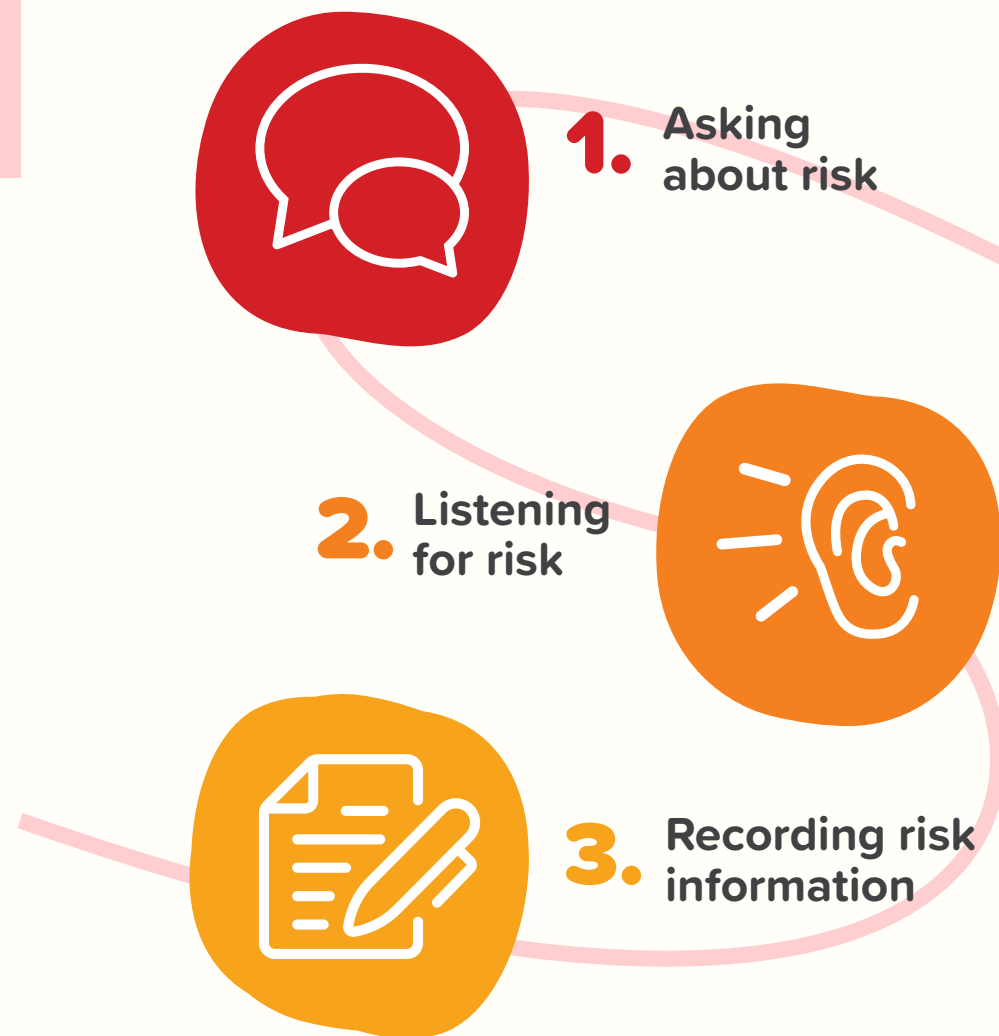 1. Asking
about risk
2. Listening
for risk
3. Recording risk
information